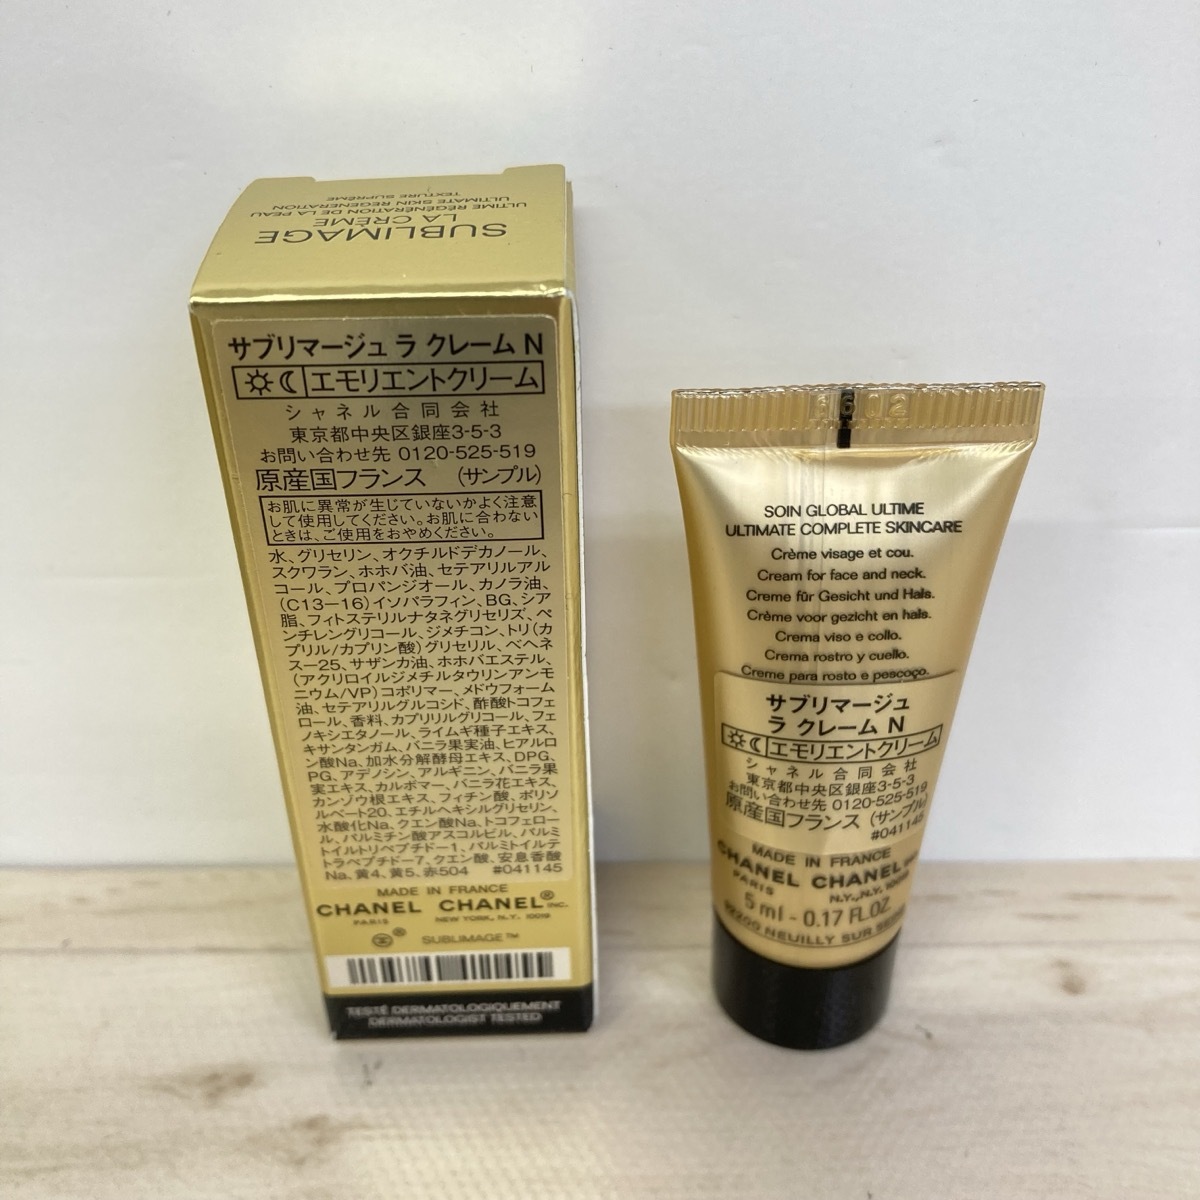 SUBLIMAGE
LA CRÈME
ULTIME RÉGÉNÉRATION DE LA PEAU
ULTIMATE SKIN REGENERATION
TEXTURE SUPRÊME
サブリマージュ ラ クレーム N
エモリエントクリーム
シャネル合同会社
東京都中央区銀座3-5-3
お問い合わせ先 0120-525-519
原産国フランス (サンプル)
お肌に異常が生じていないかよく注意
して使用してください。お肌に合わない
ときは、ご使用をおやめください。
水、グリセリン、オクチルドデカノール、
スクワラン、ホホバ油、セテアリルアル
コール、プロパンジオール、カノラ油、
(C13-16)イソパラフィン、BG、シア
脂、フィトステリルナタネグリセリズ、ペ
ンチレングリコール、ジメチコン、トリ(カ
プリル/カプリン酸)グリセリル、ベヘネ
ス-25、サザンカ油、ホホバエステル、
(アクリロイルジメチルタウリンアンモ
ニウム/VP)コポリマー、メドウフォーム
油、セテアリルグルコシド、酢酸トコフェ
ロール、香料、カプリリルグリコール、フェ
ノキシエタノール、ライムギ種子エキス、
キサンタンガム、バニラ果実油、ヒアルロ
ン酸Na、加水分解酵母エキス、DPG、
PG、アデノシン、アルギニン、バニラ果
実エキス、カルボマー、バニラ花エキス、
カンゾウ根エキス、フィチン酸、ポリソ
ルベート20、エチルヘキシルグリセリン、
水酸化Na、クエン酸Na、トコフェロー
ル、パルミチン酸アスコルビル、パルミ
トイルトリペプチド-1、パルミトイルテ
トラペプチド-7、クエン酸、安息香酸
Na、黄4、黄5、赤504 #041145
MADE IN FRANCE
CHANEL CHANEL® INC.
PARIS NEW YORK, N.Y. 10019
SUBLIMAGE™
TESTÉ DERMATOLOGIQUEMENT
DERMATOLOGIST TESTED
SOIN GLOBAL ULTIME
ULTIMATE COMPLETE SKINCARE
Crème visage et cou.
Cream for face and neck.
Creme für Gesicht und Hals.
Crème voor gezicht en hals.
Crema viso e collo.
Crema rostro y cuello.
Creme para rosto e pescoço.
サブリマージュ
ラ クレーム N
エモリエントクリーム
シャネル合同会社
東京都中央区銀座3-5-3
お問い合わせ先 0120-525-519
原産国フランス (サンプル)
#041145
MADE IN FRANCE
CHANEL CHANEL
PARIS N.Y., N.Y. 10019
5 ml - 0.17 FL.OZ
92200 NEUILLY SUR SEINE